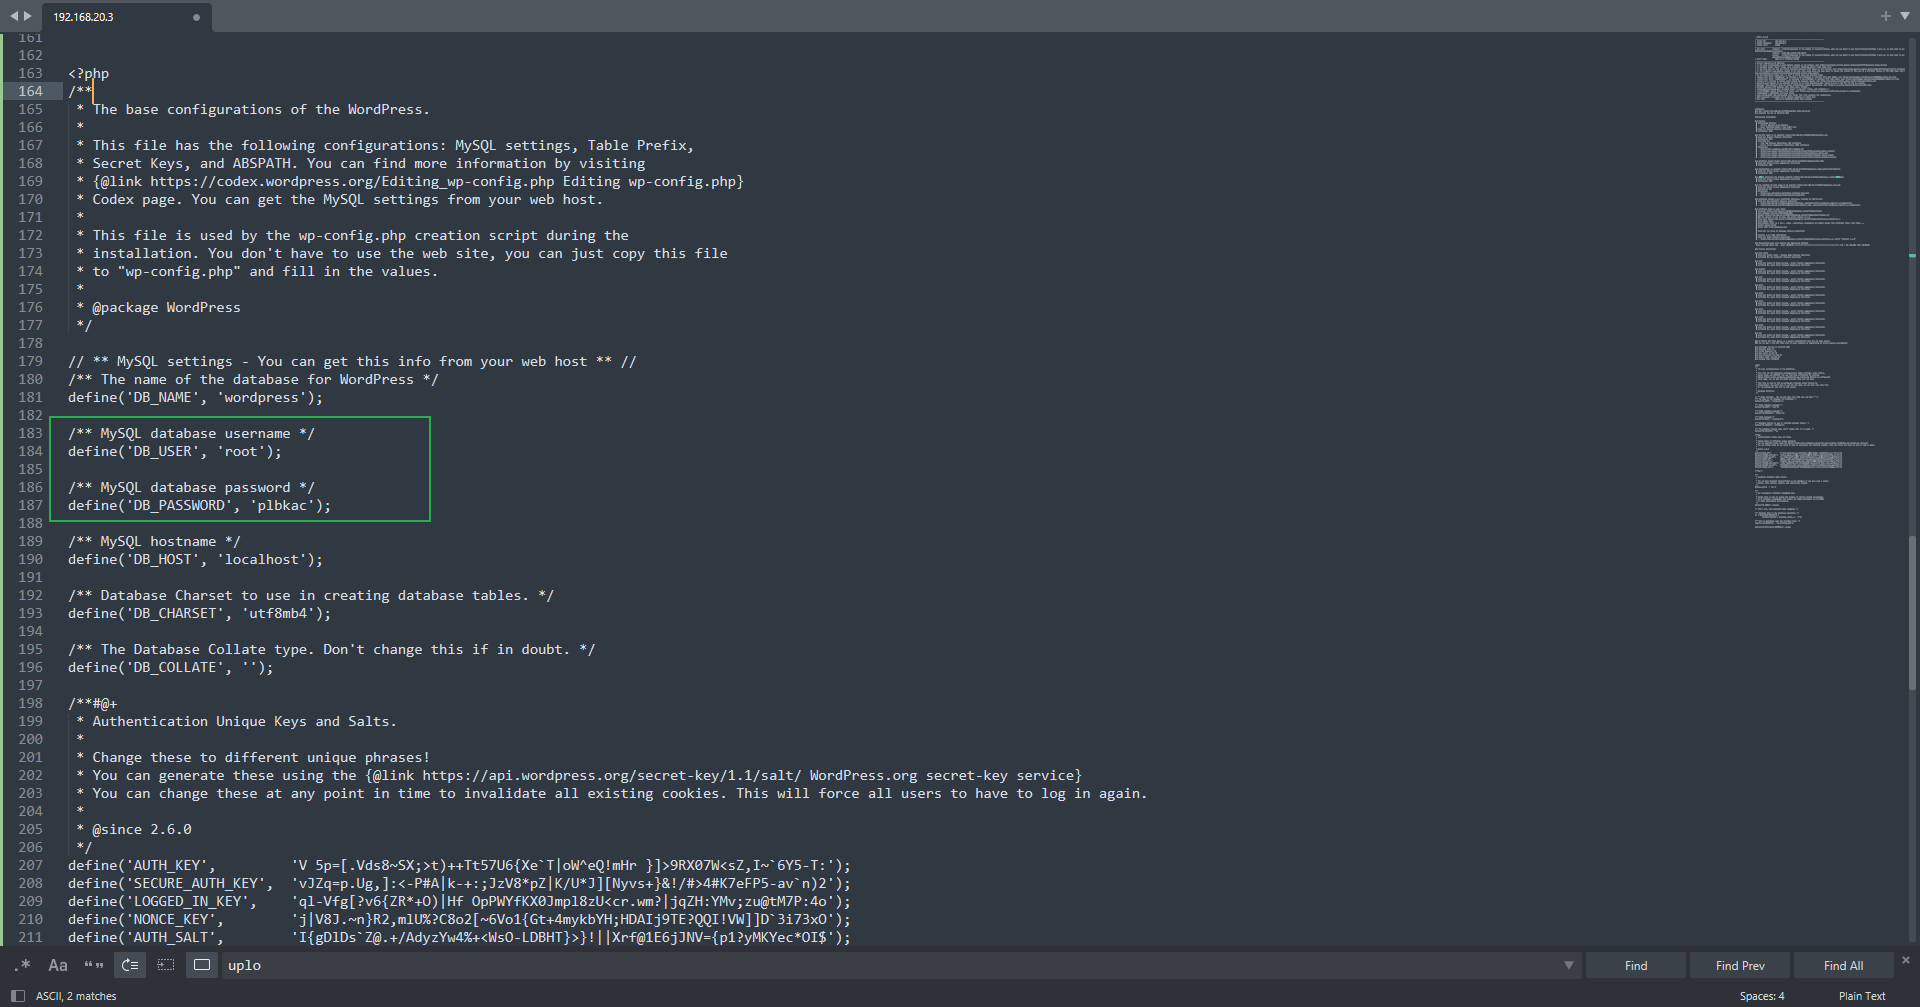 192.168.20.3
161
162
163 <?php
164 /**
165  * The base configurations of the WordPress.
166  *
167  * This file has the following configurations: MySQL settings, Table Prefix,
168  * Secret Keys, and ABSPATH. You can find more information by visiting
169  * {@link https://codex.wordpress.org/Editing_wp-config.php Editing wp-config.php}
170  * Codex page. You can get the MySQL settings from your web host.
171  *
172  * This file is used by the wp-config.php creation script during the
173  * installation. You don't have to use the web site, you can just copy this file
174  * to "wp-config.php" and fill in the values.
175  *
176  * @package WordPress
177  */
178
179 // ** MySQL settings - You can get this info from your web host ** //
180 /** The name of the database for WordPress */
181 define('DB_NAME', 'wordpress');
182
183 /** MySQL database username */
184 define('DB_USER', 'root');
185
186 /** MySQL database password */
187 define('DB_PASSWORD', 'plbkac');
188
189 /** MySQL hostname */
190 define('DB_HOST', 'localhost');
191
192 /** Database Charset to use in creating database tables. */
193 define('DB_CHARSET', 'utf8mb4');
194
195 /** The Database Collate type. Don't change this if in doubt. */
196 define('DB_COLLATE', '');
197
198 /**#@+
199  * Authentication Unique Keys and Salts.
200  *
201  * Change these to different unique phrases!
202  * You can generate these using the {@link https://api.wordpress.org/secret-key/1.1/salt/ WordPress.org secret-key service}
203  * You can change these at any point in time to invalidate all existing cookies. This will force all users to have to log in again.
204  *
205  * @since 2.6.0
206  */
207 define('AUTH_KEY',         'V 5p=[.Vds8~SX;>t)++Tt57U6{Xe`T|oW^eQ!mHr }]>9RX07W<sZ,I~`6Y5-T:');
208 define('SECURE_AUTH_KEY',  'vJZq=p.Ug,]:<-P#A|k-+:;JzV8*pZ|K/U*J][Nyvs+}&!/#>4#K7eFP5-av`n)2');
209 define('LOGGED_IN_KEY',    'ql-Vfg[?v6{ZR*+O)|Hf OpPWYfKX0Jmpl8zU<cr.wm?|jqZH:YMv;zu@tM7P:4o');
210 define('NONCE_KEY',        'j|V8J.~n}R2,mlU%?C8o2[~6Vo1{Gt+4mykbYH;HDAIj9TE?QQI!VW]]D`3i73xO');
211 define('AUTH_SALT',        'I{gDlDs`Z@.+/AdyzYw4%+<WsO-LDBHT}>}!||Xrf@1E6jJNV={p1?yMKYec*OI$');
.* Aa “” uplo Find Find Prev Find All
ASCII, 2 matches Spaces: 4 Plain Text